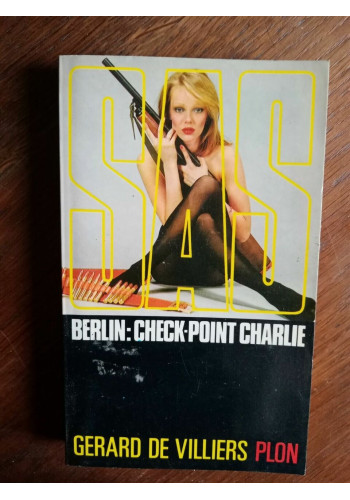 SAS
BERLIN: CHECK-POINT CHARLIE
GERARD DE VILLIERS PLON